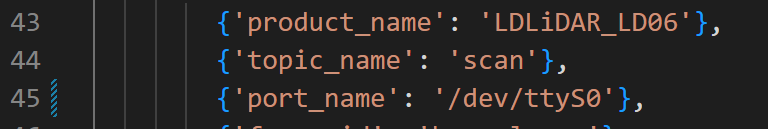 43 {'product_name': 'LDLiDAR_LD06'},
44 {'topic_name': 'scan'},
45 {'port_name': '/dev/ttyS0'},